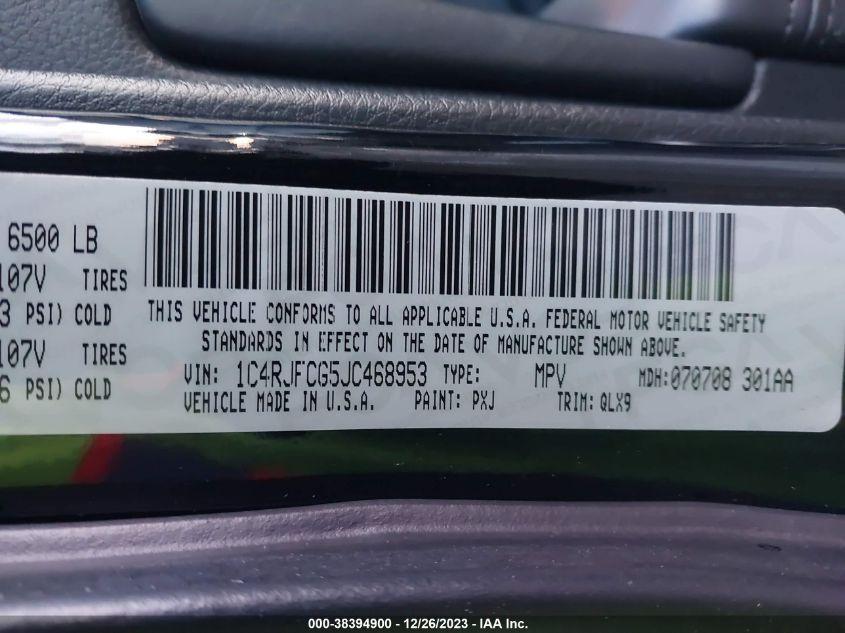 6500 LB
107V TIRES
3 PSI) COLD
107V TIRES
6 PSI) COLD
THIS VEHICLE CONFORMS TO ALL APPLICABLE U.S.A. FEDERAL MOTOR VEHICLE SAFETY
STANDARDS IN EFFECT ON THE DATE OF MANUFACTURE SHOWN ABOVE.
VIN: 1C4RJFCG5JC468953 TYPE: MPV MDH:070708 301AA
VEHICLE MADE IN U.S.A. PAINT: PXJ TRIM: QLX9
000-38394900 - 12/26/2023 - IAA Inc.